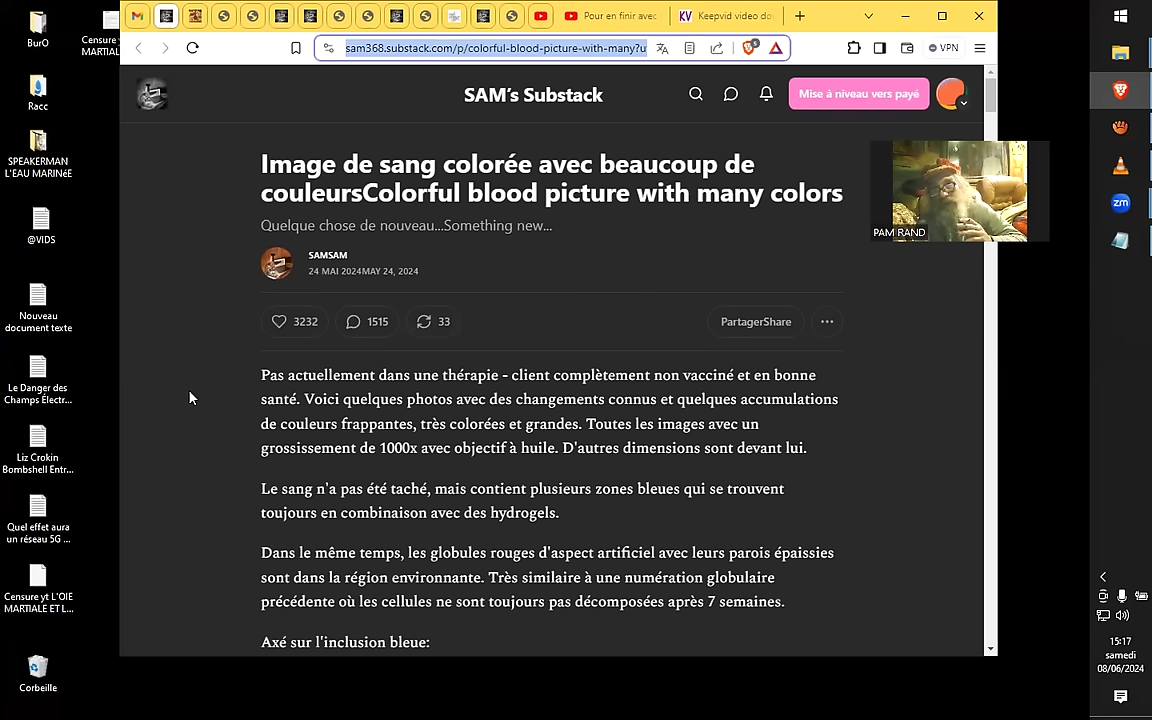 BurO
Censure yt
MARTIALE
Racc
SPEAKERMAN
L'EAU MARINéE
@VIDS
Nouveau
document texte
Le Danger des
Champs Électr...
Liz Crokin
Bombshell Entr...
Quel effet aura
un réseau 5G ...
Censure yt L'OIE
MARTIALE ET L...
Corbeille
Pour en finir avec
KV Keepvid video do
sam368.substack.com/p/colorful-blood-picture-with-many?u
VPN
SAM's Substack
Mise à niveau vers payé
Image de sang colorée avec beaucoup de
couleursColorful blood picture with many colors
Quelque chose de nouveau...Something new...
SAMSAM
24 MAI 2024MAY 24, 2024
3232
1515
33
PartagerShare
Pas actuellement dans une thérapie - client complètement non vacciné et en bonne
santé. Voici quelques photos avec des changements connus et quelques accumulations
de couleurs frappantes, très colorées et grandes. Toutes les images avec un
grossissement de 1000x avec objectif à huile. D'autres dimensions sont devant lui.
Le sang n'a pas été taché, mais contient plusieurs zones bleues qui se trouvent
toujours en combinaison avec des hydrogels.
Dans le même temps, les globules rouges d'aspect artificiel avec leurs parois épaissies
sont dans la région environnante. Très similaire à une numération globulaire
précédente où les cellules ne sont toujours pas décomposées après 7 semaines.
Axé sur l'inclusion bleue:
PAM RAND
zm
15:17
samedi
08/06/2024